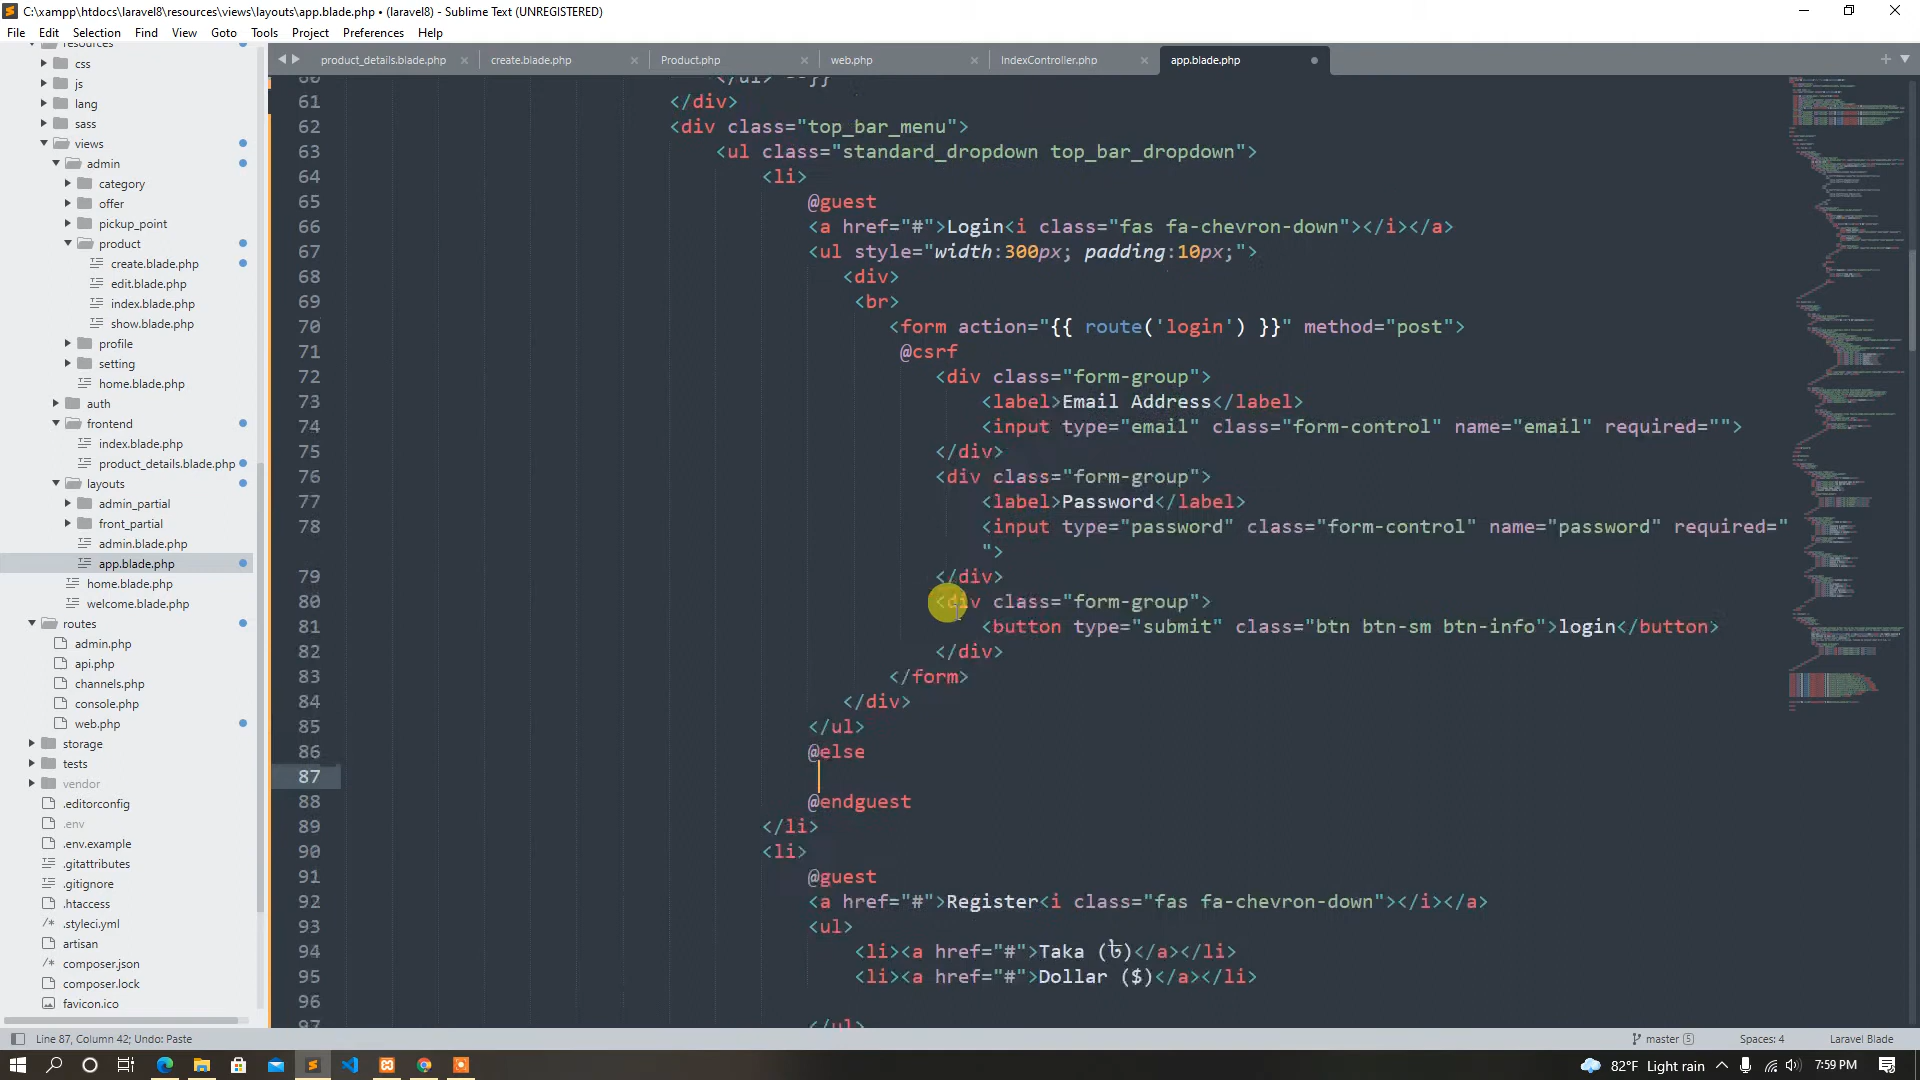 C:\xampp\htdocs\laravel8\resources\views\layouts\app.blade.php • (laravel8) - Sublime Text (UNREGISTERED)
File Edit Selection Find View Goto Tools Project Preferences Help
resources
css
js
lang
sass
views
admin
category
offer
pickup_point
product
create.blade.php
edit.blade.php
index.blade.php
show.blade.php
profile
setting
home.blade.php
auth
frontend
index.blade.php
product_details.blade.php
layouts
admin_partial
front_partial
admin.blade.php
app.blade.php
home.blade.php
welcome.blade.php
routes
admin.php
api.php
channels.php
console.php
web.php
storage
tests
vendor
.editorconfig
.env
.env.example
.gitattributes
.gitignore
.htaccess
.styleci.yml
artisan
composer.json
composer.lock
favicon.ico
product_details.blade.php create.blade.php Product.php web.php IndexController.php app.blade.php
60 </ul> --}}
61 </div>
62 <div class="top_bar_menu">
63 <ul class="standard_dropdown top_bar_dropdown">
64 <li>
65 @guest
66 <a href="#">Login<i class="fas fa-chevron-down"></i></a>
67 <ul style="width:300px; padding:10px;">
68 <div>
69 <br>
70 <form action="{{ route('login') }}" method="post">
71 @csrf
72 <div class="form-group">
73 <label>Email Address</label>
74 <input type="email" class="form-control" name="email" required="">
75 </div>
76 <div class="form-group">
77 <label>Password</label>
78 <input type="password" class="form-control" name="password" required="
">
79 </div>
80 <div class="form-group">
81 <button type="submit" class="btn btn-sm btn-info">login</button>
82 </div>
83 </form>
84 </div>
85 </ul>
86 @else
87
88 @endguest
89 </li>
90 <li>
91 @guest
92 <a href="#">Register<i class="fas fa-chevron-down"></i></a>
93 <ul>
94 <li><a href="#">Taka (৳)</a></li>
95 <li><a href="#">Dollar ($)</a></li>
96
97 </ul>
Line 87, Column 42; Undo: Paste
master 5 Spaces: 4 Laravel Blade
82°F Light rain 7:59 PM